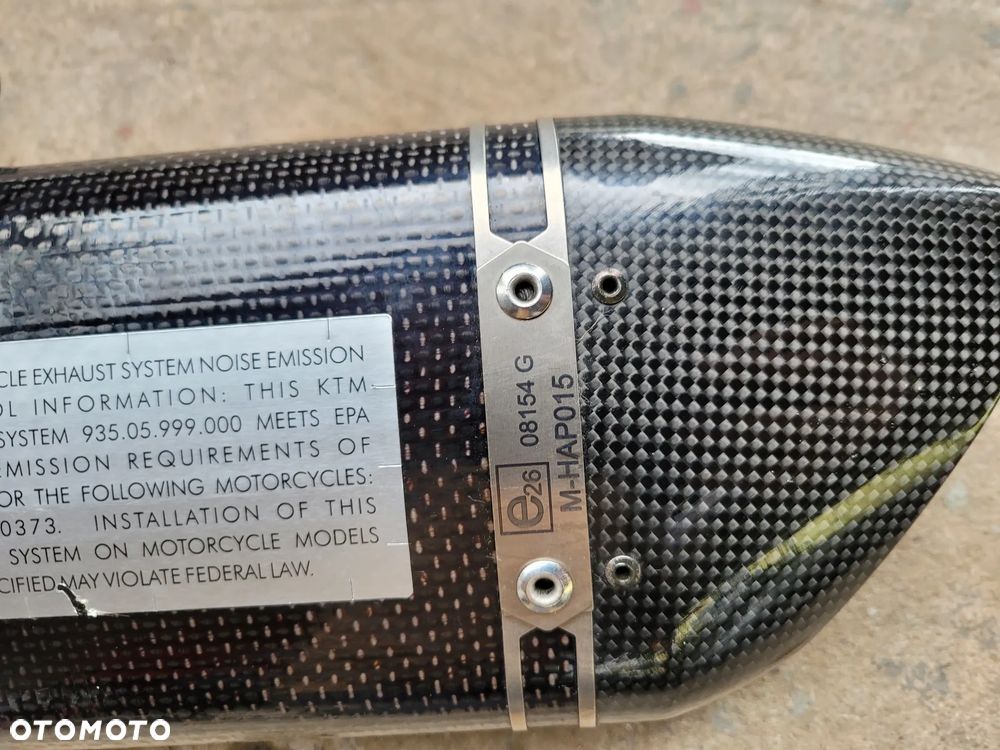 CLE EXHAUST SYSTEM NOISE EMISSION
OL INFORMATION: THIS KTM
SYSTEM 935.05.999.000 MEETS EPA
EMISSION REQUIREMENTS OF
OR THE FOLLOWING MOTORCYCLES:
0373. INSTALLATION OF THIS
SYSTEM ON MOTORCYCLE MODELS
CIFIED MAY VIOLATE FEDERAL LAW.
e26 08154 G
M-HAP015
OTOMOTO